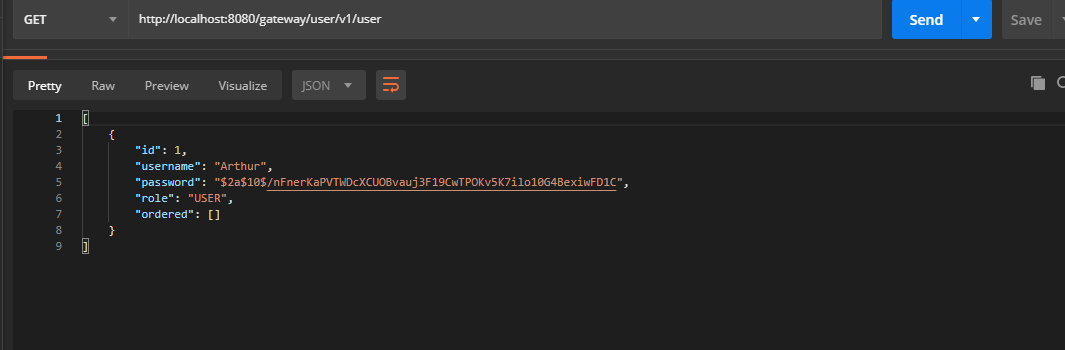 GET http://localhost:8080/gateway/user/v1/user Send Save
Pretty Raw Preview Visualize JSON
1 [
2 {
3 "id": 1,
4 "username": "Arthur",
5 "password": "$2a$10$/nFnerKaPVTWDcXCUOBvauj3F19CwTPOKv5K7ilo10G4BexiwFD1C",
6 "role": "USER",
7 "ordered": []
8 }
9 ]